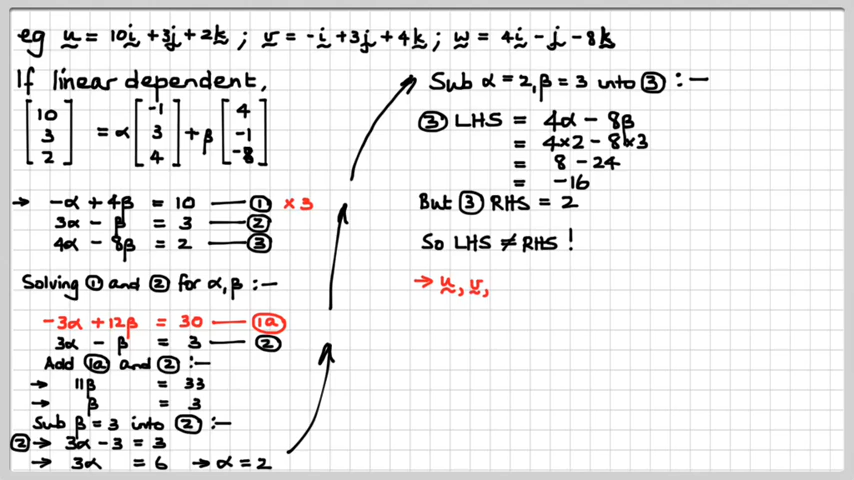 eg u = 10i + 3j + 2k ; v = -i + 3j + 4k ; w = 4i - j - 8k
If linear dependent,
[10 3 2] = α [-1 3 4] + β [4 -1 -8]
→ -α + 4β = 10 — ① × 3
3α - β = 3 — ②
4α - 8β = 2 — ③
Solving ① and ② for α, β :-
-3α + 12β = 30 — 1a
3α - β = 3 — ②
Add 1a and ② :-
→ 11β = 33
→ β = 3
Sub β = 3 into ② :-
② → 3α - 3 = 3
→ 3α = 6 → α = 2
Sub α = 2, β = 3 into ③ :-
③ LHS = 4α - 8β
= 4×2 - 8×3
= 8 - 24
= -16
But ③ RHS = 2
So LHS ≠ RHS !
→ u, v,